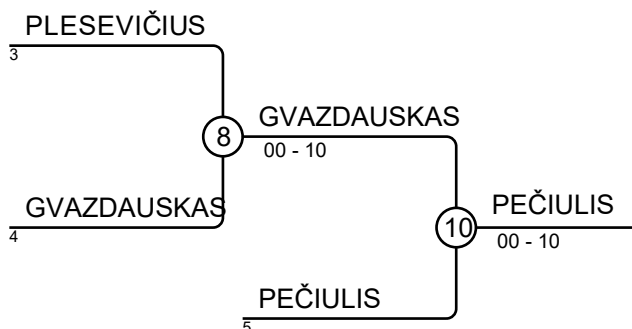 PLESEVIČIUS
3
8
GVAZDAUSKAS
00 - 10
GVAZDAUSKAS
4
10
PEČIULIS
00 - 10
PEČIULIS
5